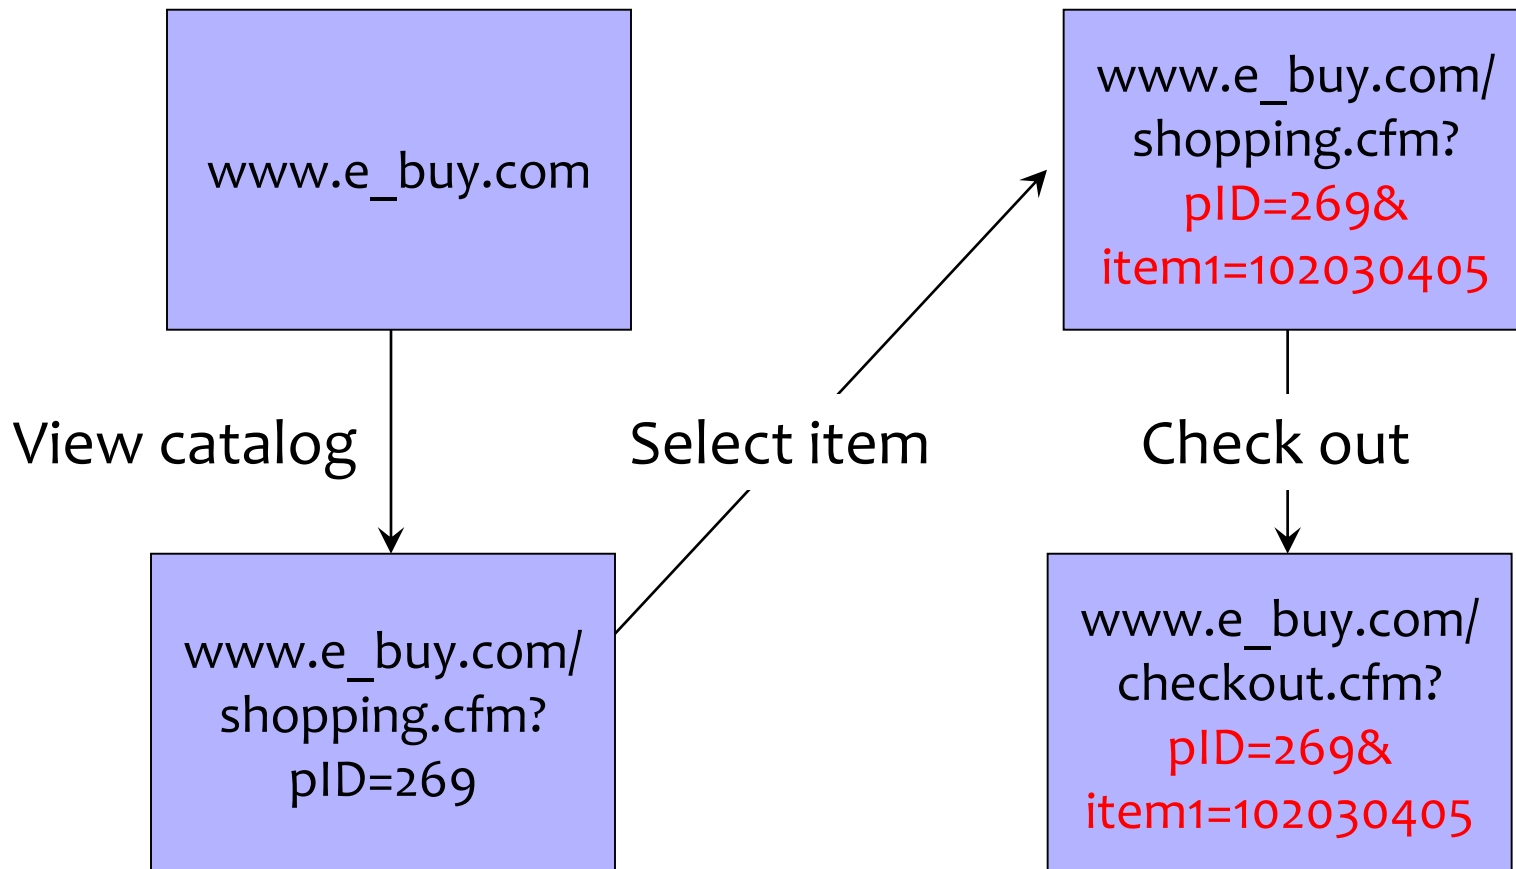 www.e_buy.com
View catalog
www.e_buy.com/
shopping.cfm?
pID=269
Select item
www.e_buy.com/
shopping.cfm?
pID=269&
item1=102030405
Check out
www.e_buy.com/
checkout.cfm?
pID=269&
item1=102030405